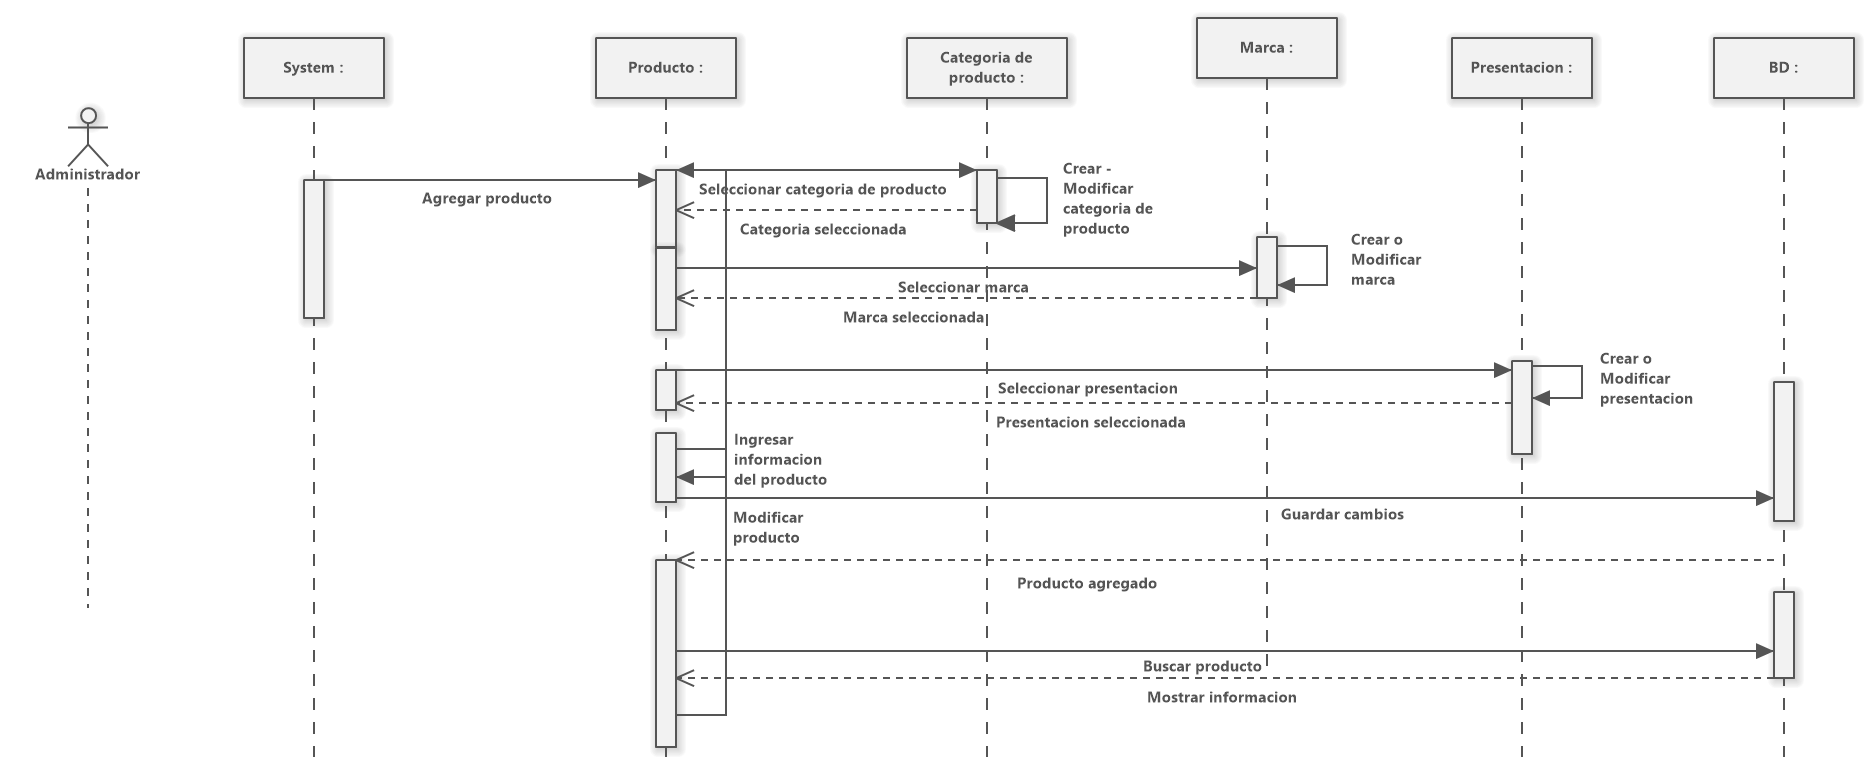 System :
Producto :
Categoria de
producto :
Marca :
Presentacion :
BD :
Administrador
Agregar producto
Seleccionar categoria de producto
Categoria seleccionada
Crear -
Modificar
categoria de
producto
Seleccionar marca
Marca seleccionada
Crear o
Modificar
marca
Seleccionar presentacion
Presentacion seleccionada
Crear o
Modificar
presentacion
Ingresar
informacion
del producto
Guardar cambios
Modificar
producto
Producto agregado
Buscar producto
Mostrar informacion